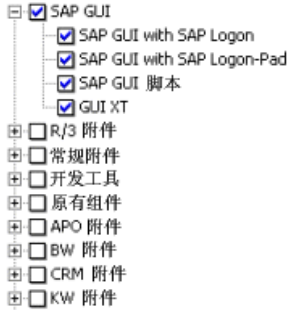 SAP GUI
SAP GUI with SAP Logon
SAP GUI with SAP Logon-Pad
SAP GUI 脚本
GUI XT
R/3 附件
常规附件
开发工具
原有组件
APO 附件
BW 附件
CRM 附件
KW 附件